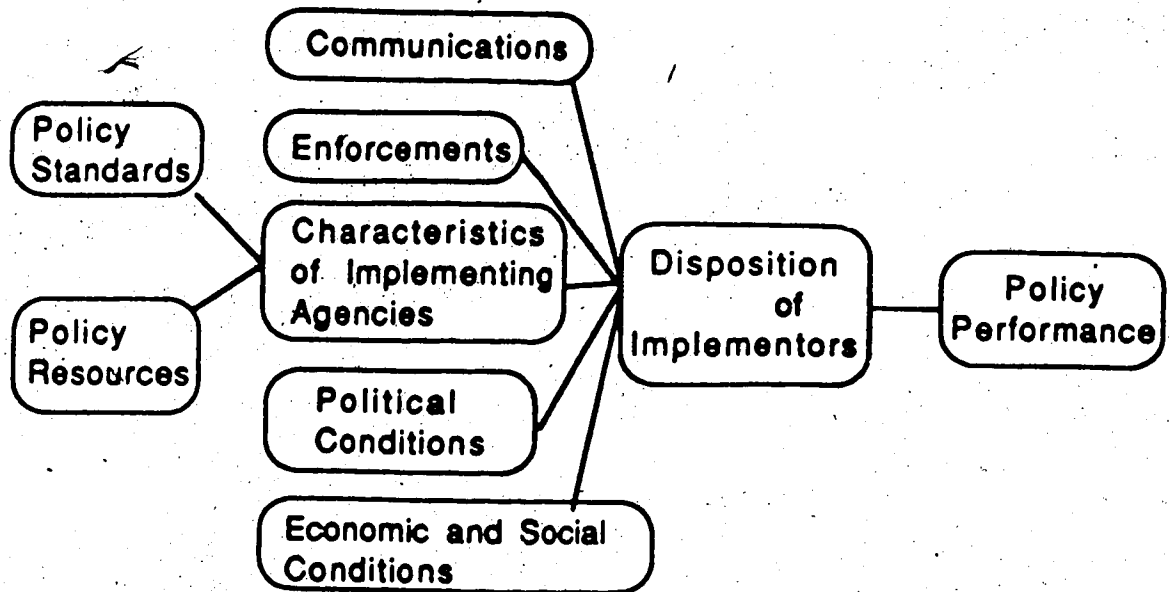 Communications
Policy
Standards
Enforcements
Characteristics
of Implementing
Agencies
Policy
Resources
Political
Conditions
Economic and Social
Conditions
Disposition
of
Implementors
Policy
Performance